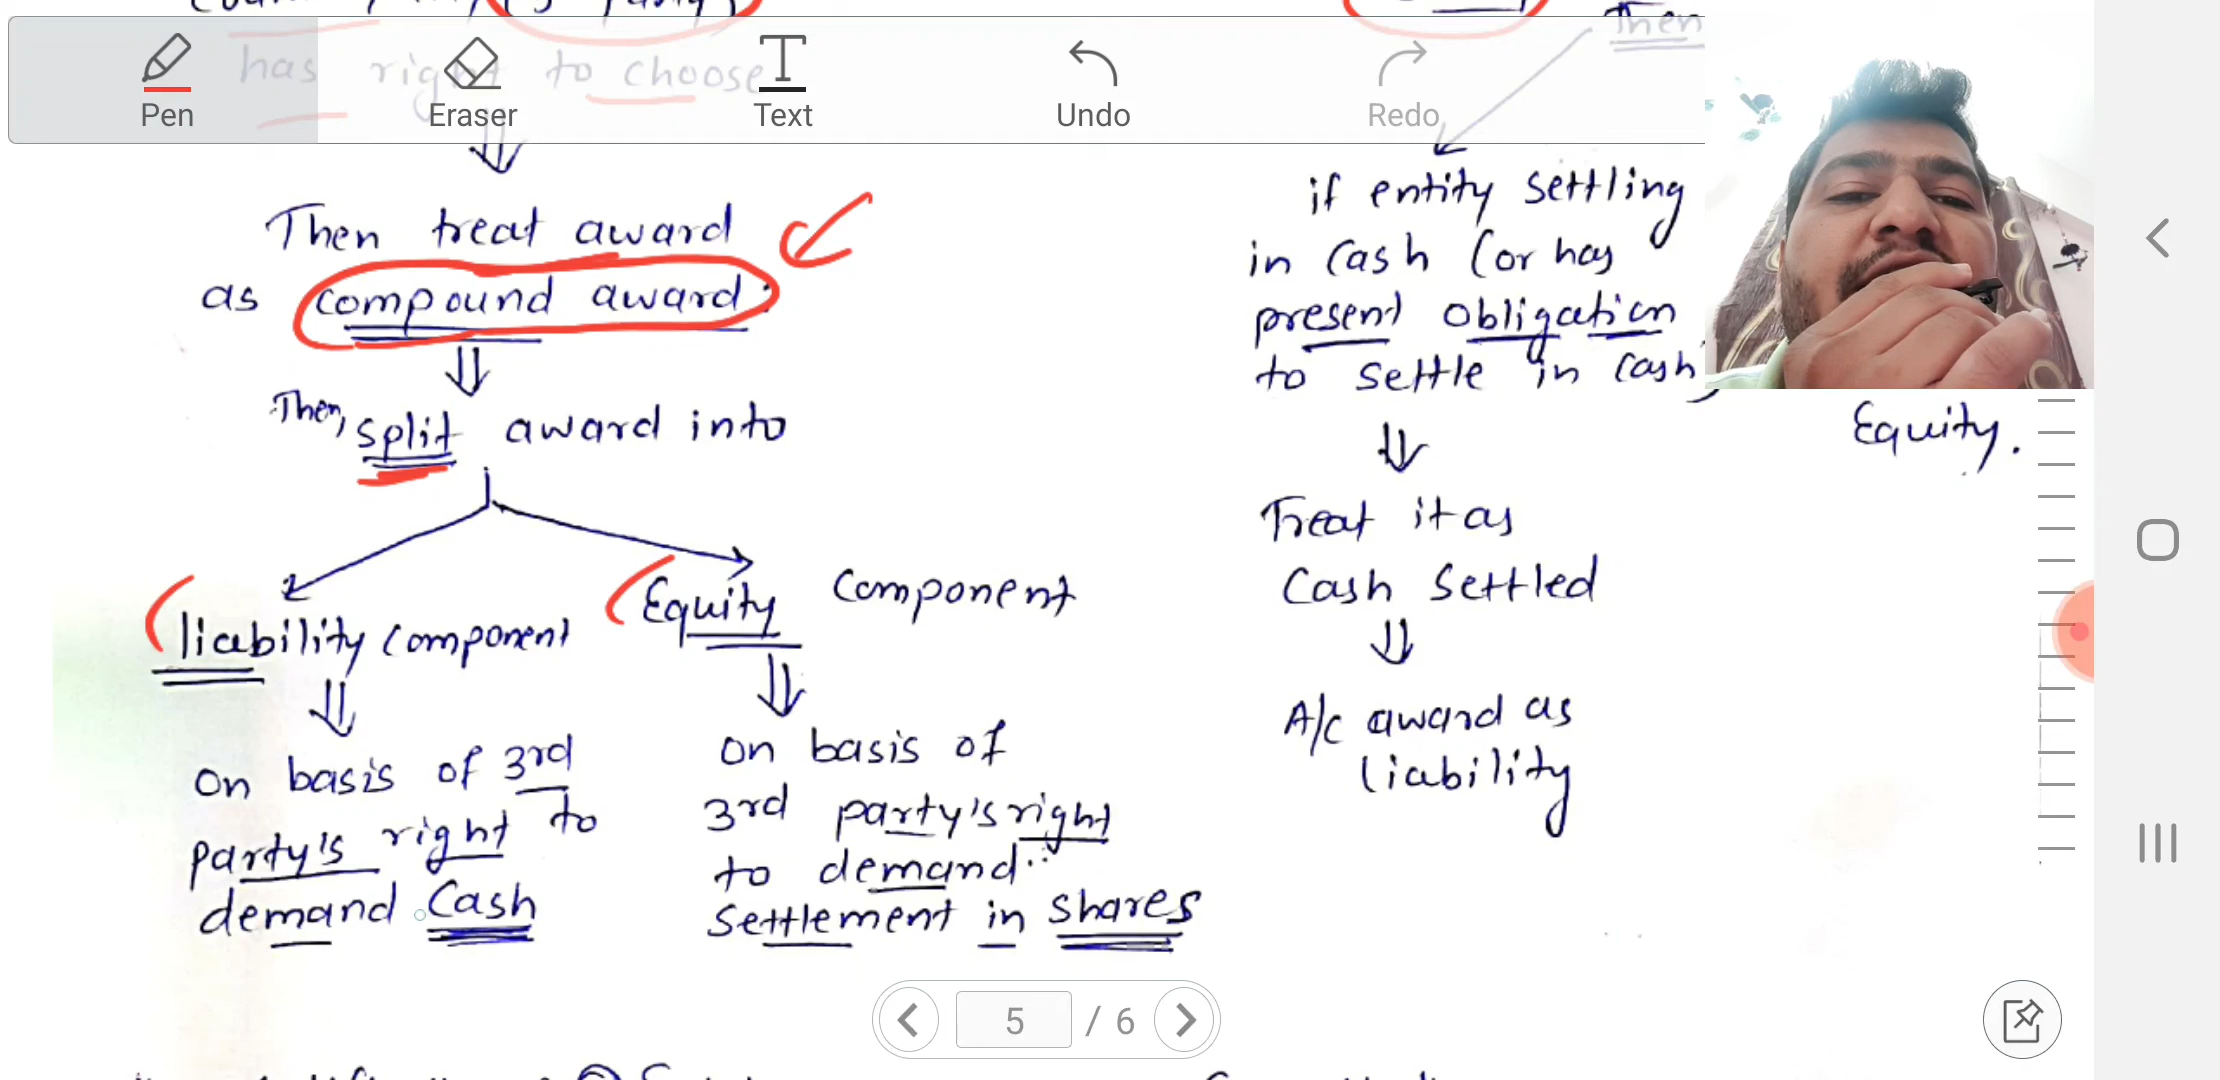 Pen
Eraser
Text
Undo
Redo
has right to choose
Then
Then treat award
as compound award
Then, split award into
liability component
Equity component
on basis of 3rd
party's right to
demand Cash
on basis of
3rd party's right
to demand
settlement in shares
if entity settling
in cash (or has
present obligation
to settle in cash)
Treat it as
Cash settled
A/c award as
liability
Equity.
5 / 6